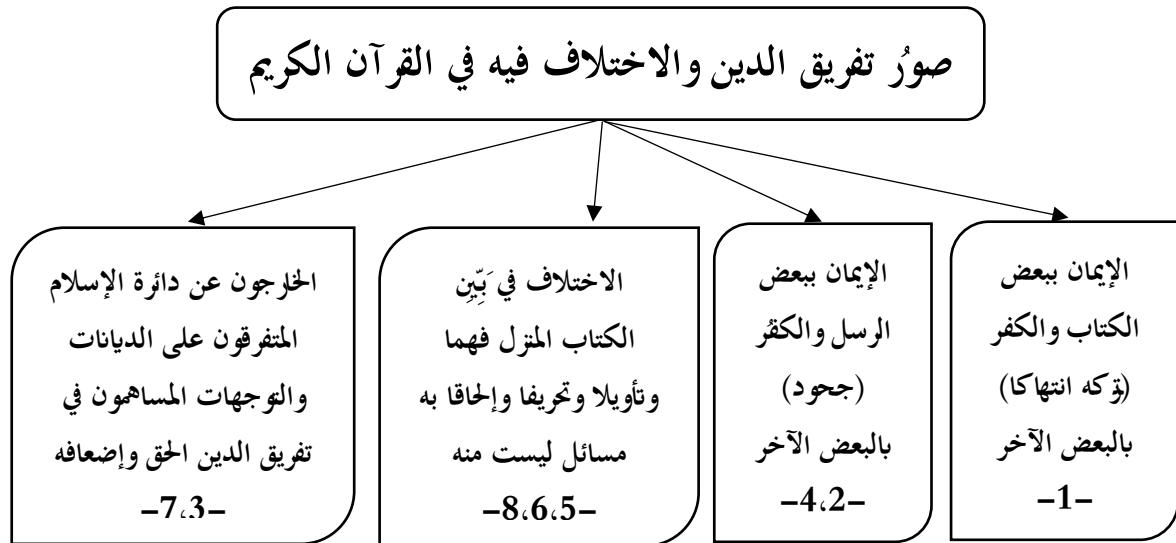 صورُ تفريق الدين والاختلاف فيه في القرآن الكريم
الإيمان ببعض
الكتاب والكفر
(تركه انتهاكا)
بالبعض الآخر
–1–
الإيمان ببعض
الرسل والكفرُ
(جحود)
بالبعض الآخر
–4،2–
الاختلاف في بَيِّنِ
الكتاب المنزل فهما
وتأويلا وتحريفا وإلحاقا به
مسائل ليست منه
–8،6،5–
الخارجون عن دائرة الإسلام
المتفرقون على الديانات
والتوجهات المساهمون في
تفريق الدين الحق وإضعافه
–7،3–